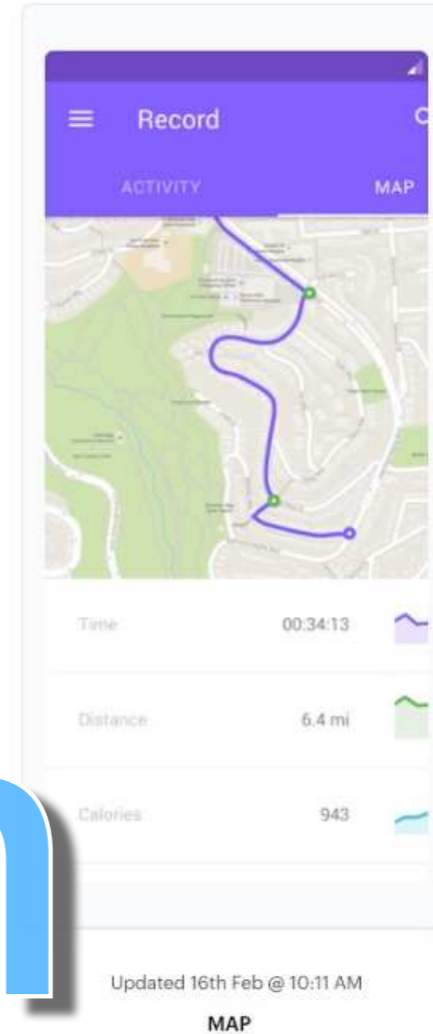 Record
ACTIVITY MAP
Time 00:34:13
Distance 6.4 mi
Calories 943
Updated 16th Feb @ 10:11 AM
MAP